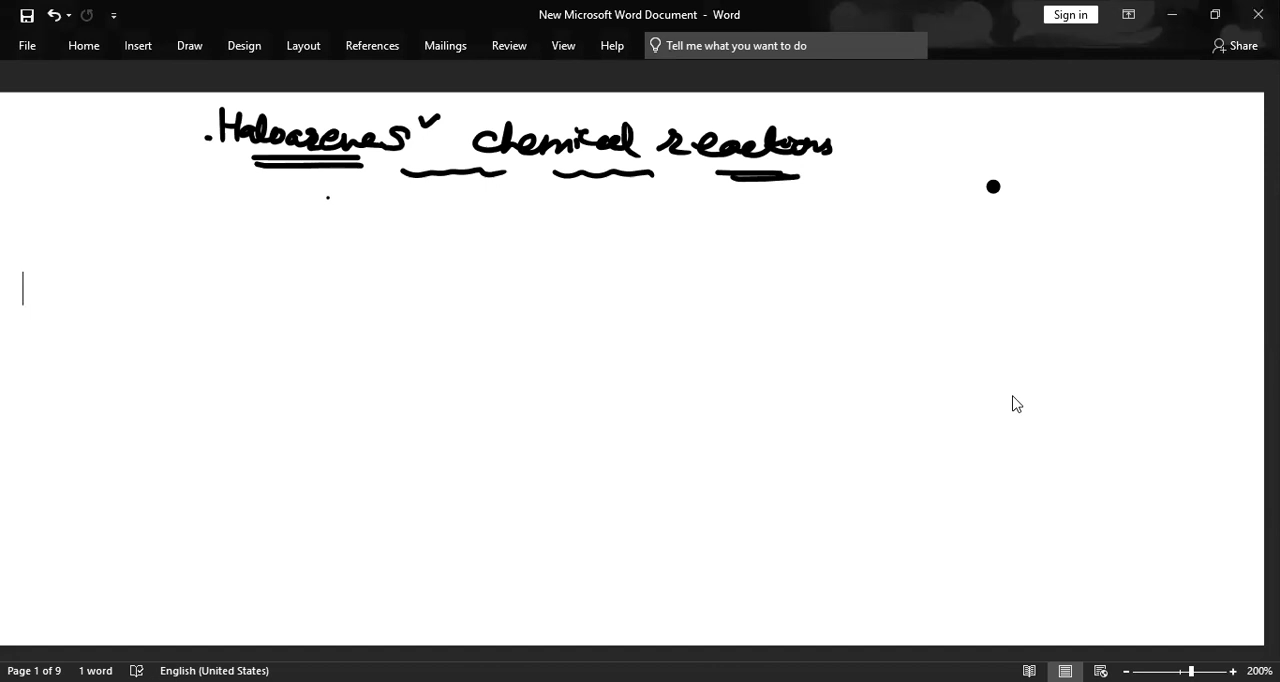 New Microsoft Word Document - Word
Sign in
File Home Insert Draw Design Layout References Mailings Review View Help Tell me what you want to do Share
.Haloarenes chemical reactions
Page 1 of 9 1 word English (United States) 200%